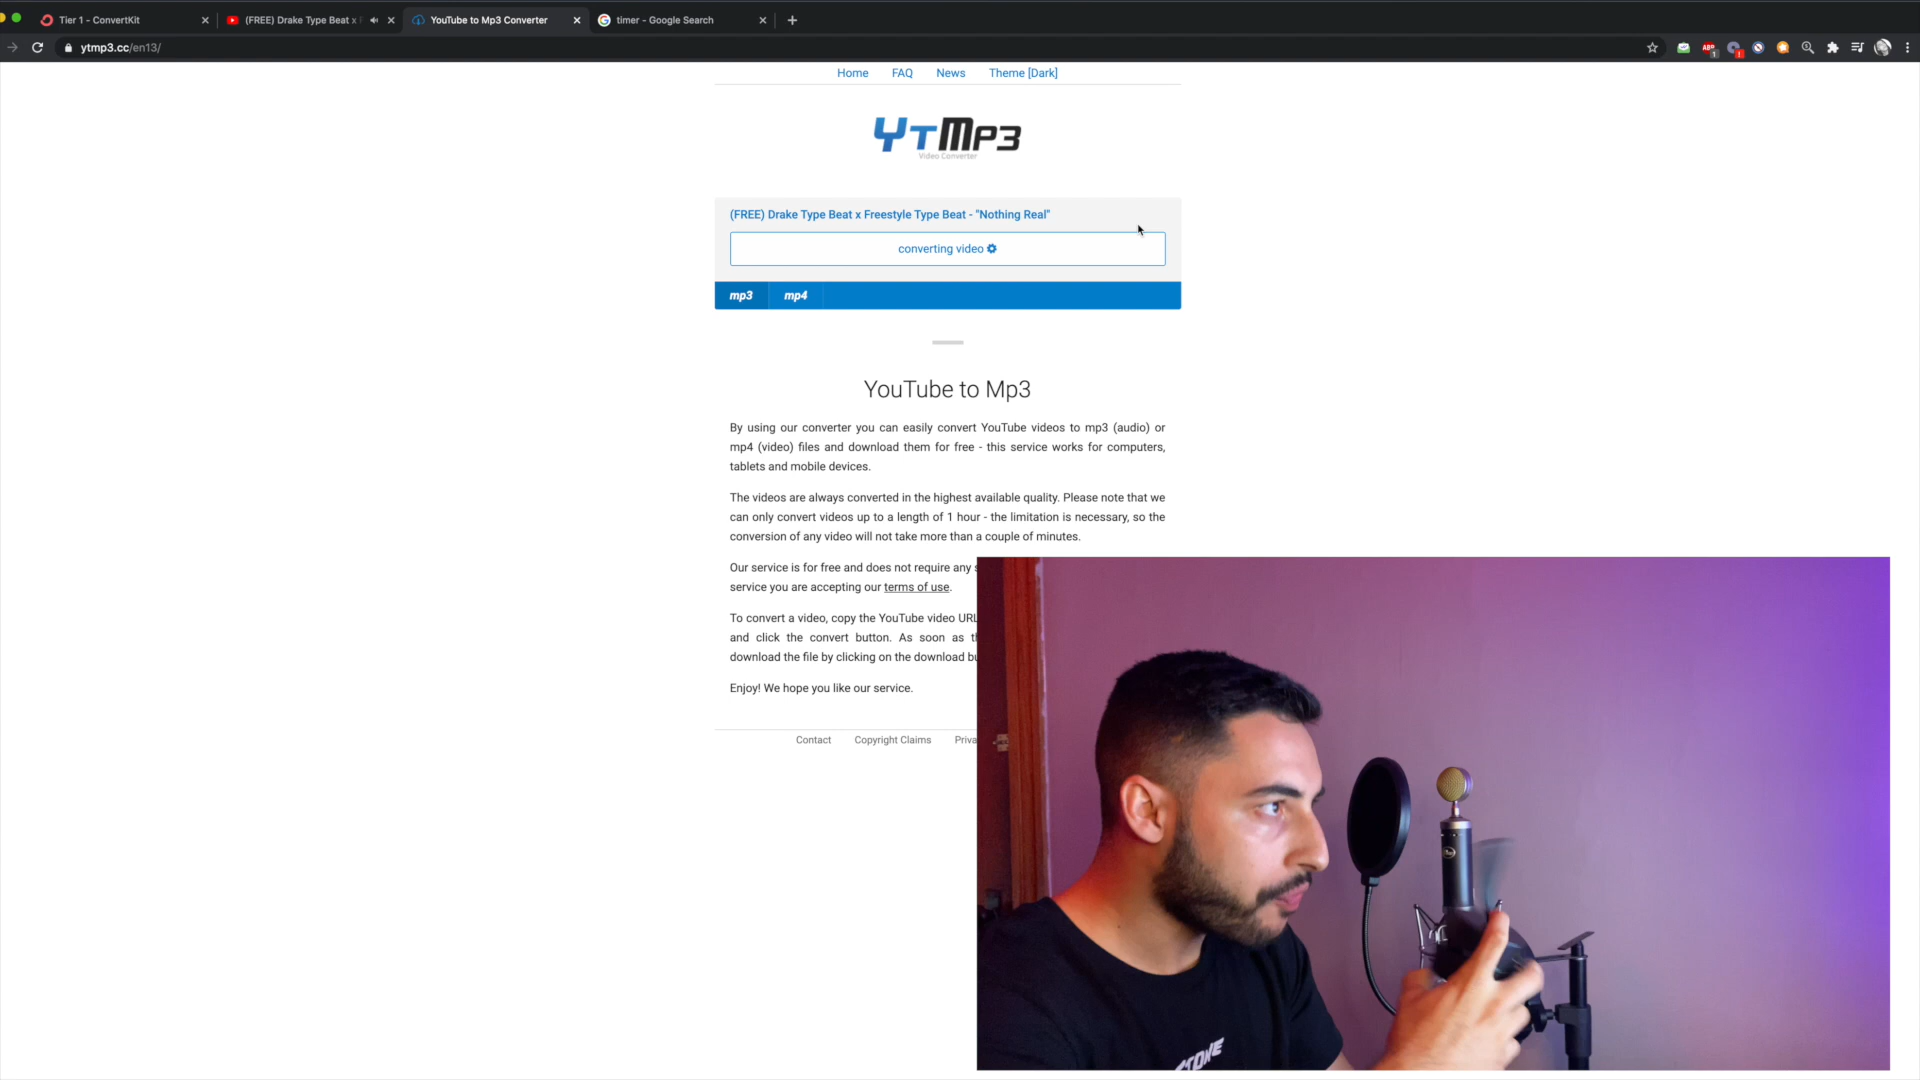 Tier 1 - ConvertKit
(FREE) Drake Type Beat x F
YouTube to Mp3 Converter
timer - Google Search
ytmp3.cc/en13/
ABP
1
Home
FAQ
News
Theme [Dark]
YTMP3
Video Converter
(FREE) Drake Type Beat x Freestyle Type Beat - "Nothing Real"
converting video
mp3
mp4
YouTube to Mp3
By using our converter you can easily convert YouTube videos to mp3 (audio) or
mp4 (video) files and download them for free - this service works for computers,
tablets and mobile devices.
The videos are always converted in the highest available quality. Please note that we
can only convert videos up to a length of 1 hour - the limitation is necessary, so the
conversion of any video will not take more than a couple of minutes.
Our service is for free and does not require any s
service you are accepting our terms of use.
To convert a video, copy the YouTube video URL
and click the convert button. As soon as th
download the file by clicking on the download bu
Enjoy! We hope you like our service.
Contact
Copyright Claims
Priva